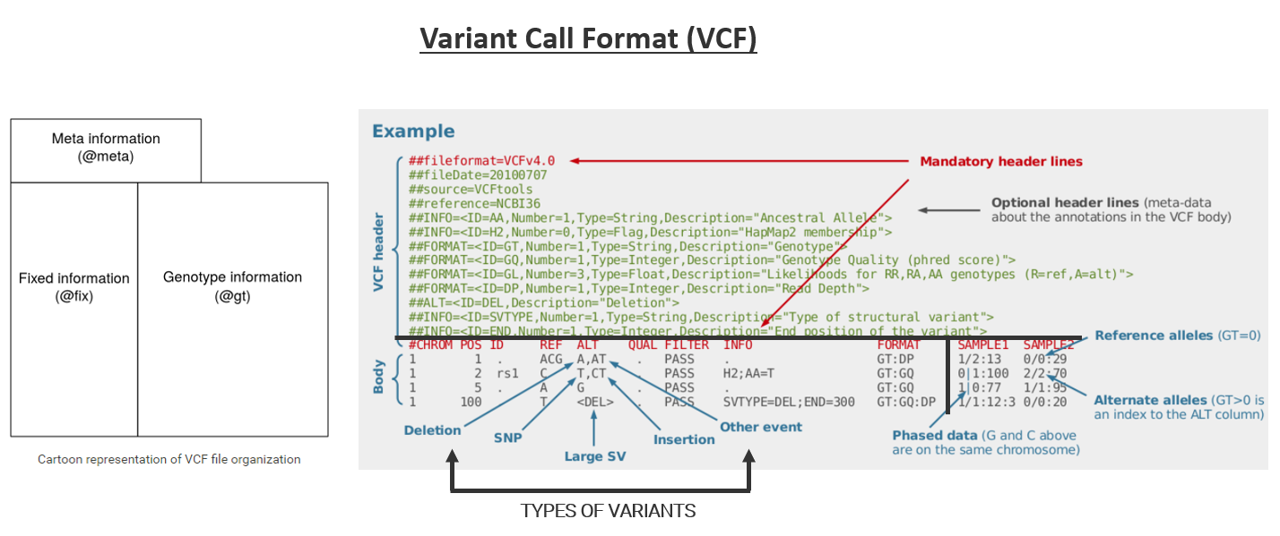 Variant Call Format (VCF)
Meta information
(@meta)
Fixed information
(@fix)
Genotype information
(@gt)
Cartoon representation of VCF file organization
Example
VCF header
##fileformat=VCFv4.0
##fileDate=20100707
##source=VCFtools
##reference=NCBI36
##INFO=<ID=AA,Number=1,Type=String,Description="Ancestral Allele">
##INFO=<ID=H2,Number=0,Type=Flag,Description="HapMap2 membership">
##FORMAT=<ID=GT,Number=1,Type=String,Description="Genotype">
##FORMAT=<ID=GQ,Number=1,Type=Integer,Description="Genotype Quality (phred score)">
##FORMAT=<ID=GL,Number=3,Type=Float,Description="Likelihoods for RR,RA,AA genotypes (R=ref,A=alt)">
##FORMAT=<ID=DP,Number=1,Type=Integer,Description="Read Depth">
##ALT=<ID=DEL,Description="Deletion">
##INFO=<ID=SVTYPE,Number=1,Type=String,Description="Type of structural variant">
##INFO=<ID=END,Number=1,Type=Integer,Description="End position of the variant">
Mandatory header lines
Optional header lines (meta-data
about the annotations in the VCF body)
Body
#CHROM POS ID REF ALT QUAL FILTER INFO FORMAT SAMPLE1 SAMPLE2
1 1 . ACG A,AT . PASS . GT:DP 1/2:13 0/0:29
1 2 rs1 C T,CT . PASS H2;AA=T GT:GQ 0|1:100 2/2:70
1 5 . A G . PASS . GT:GQ 1|0:77 1/1:95
1 100 T <DEL> . PASS SVTYPE=DEL;END=300 GT:GQ:DP 1/1:12:3 0/0:20
Reference alleles (GT=0)
Alternate alleles (GT>0 is
an index to the ALT column)
Deletion
SNP
Large SV
Insertion
Other event
Phased data (G and C above
are on the same chromosome)
TYPES OF VARIANTS